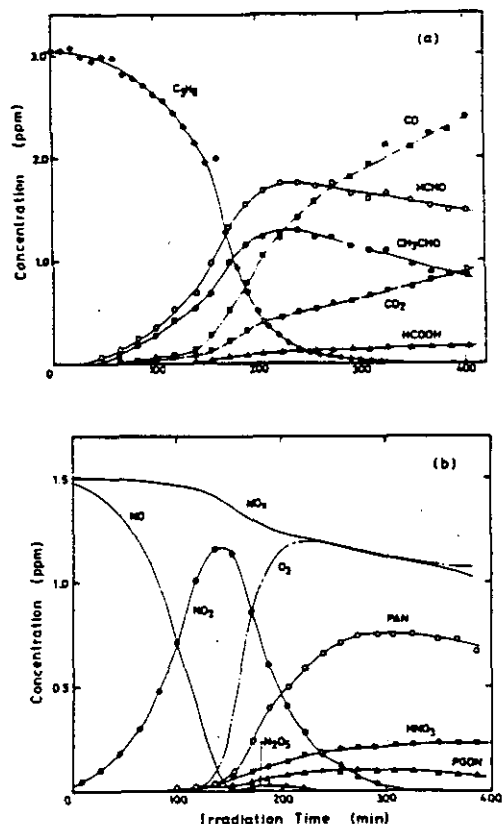 (a)
3.0
C₃H₆
CO
2.0
HCHO
CH₃CHO
1.0
CO₂
HCOOH
0
100
200
300
400
Concentration (ppm)
(b)
1.5
NO
NOx
O₃
1.0
NO₂
PAN
0.5
N₂O₅
HNO₃
PGDN
0
100
200
300
400
Concentration (ppm)
Irradiation Time (min)